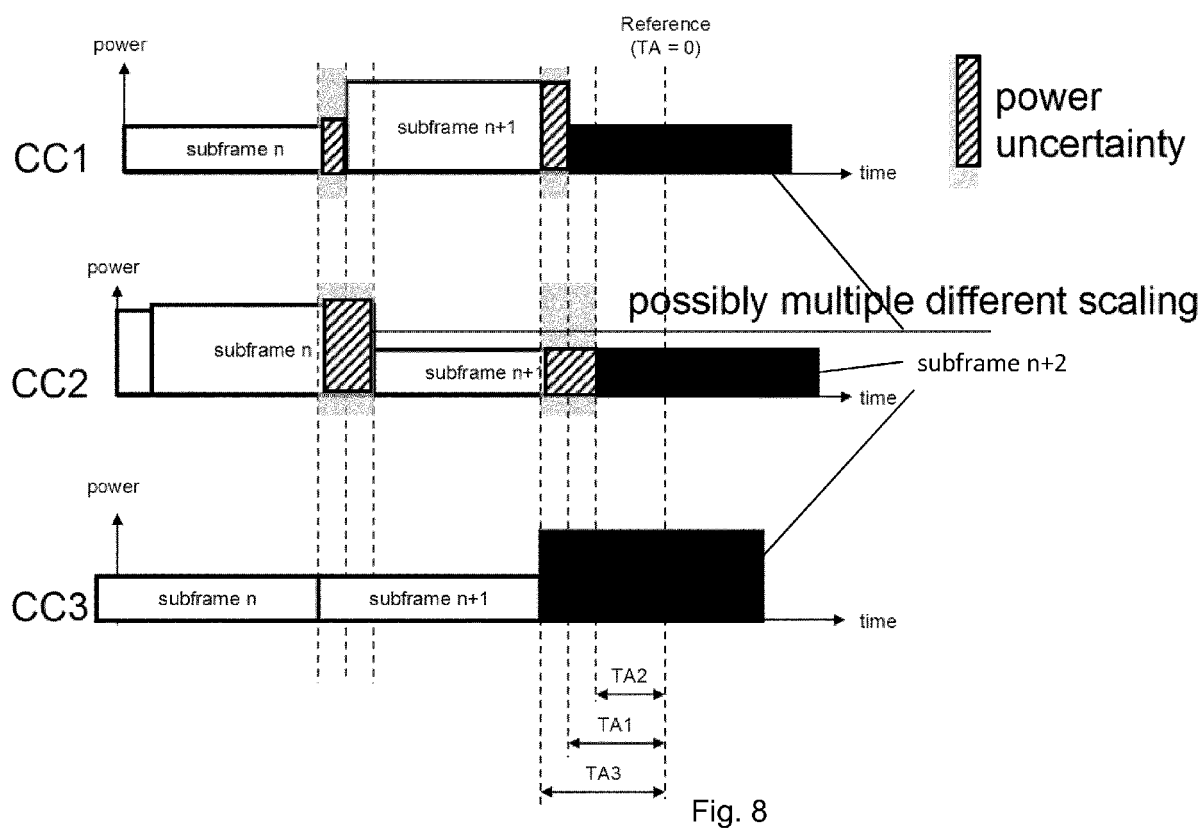 Reference
(TA = 0)
power
power
uncertainty
subframe n+1
subframe n
CC1
time
power
possibly multiple different scaling
subframe n
subframe n+1
subframe n+2
CC2
time
power
CC3
subframe n
subframe n+1
time
TA2
TA1
TA3
Fig. 8